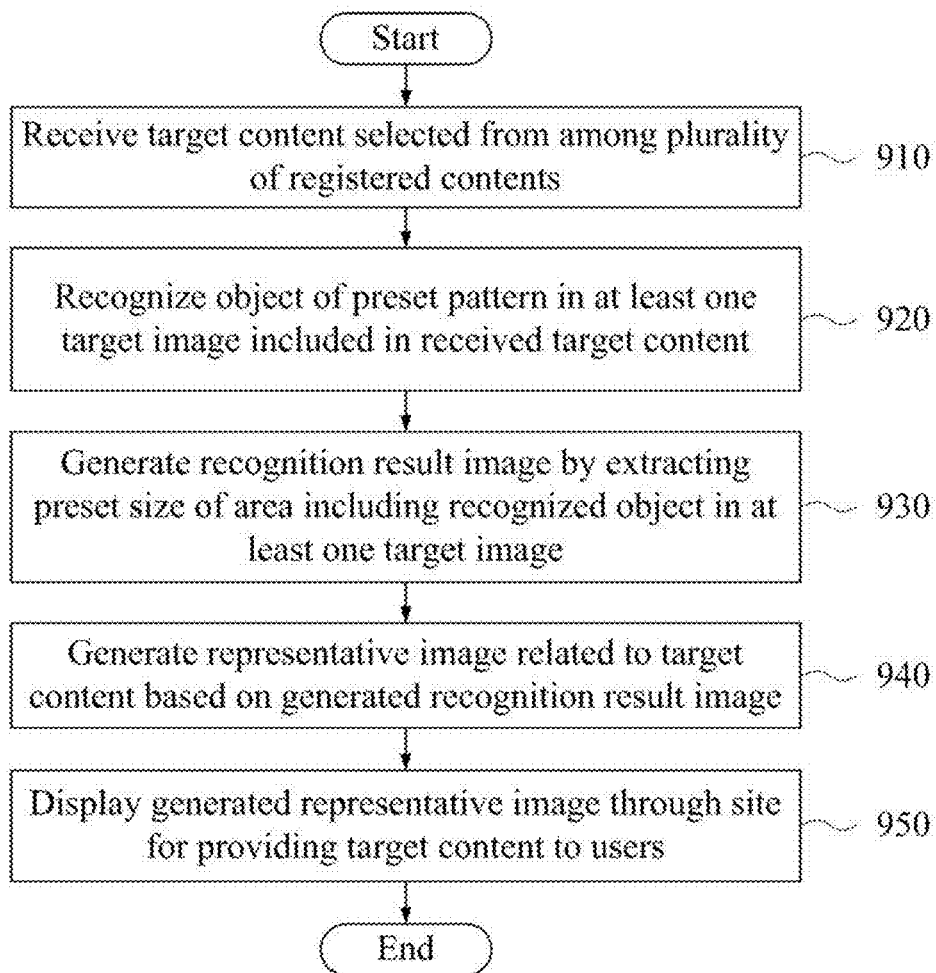 Start
Receive target content selected from among plurality
of registered contents
910
Recognize object of preset pattern in at least one
target image included in received target content
920
Generate recognition result image by extracting
preset size of area including recognized object in at
least one target image
930
Generate representative image related to target
content based on generated recognition result image
940
Display generated representative image through site
for providing target content to users
950
End